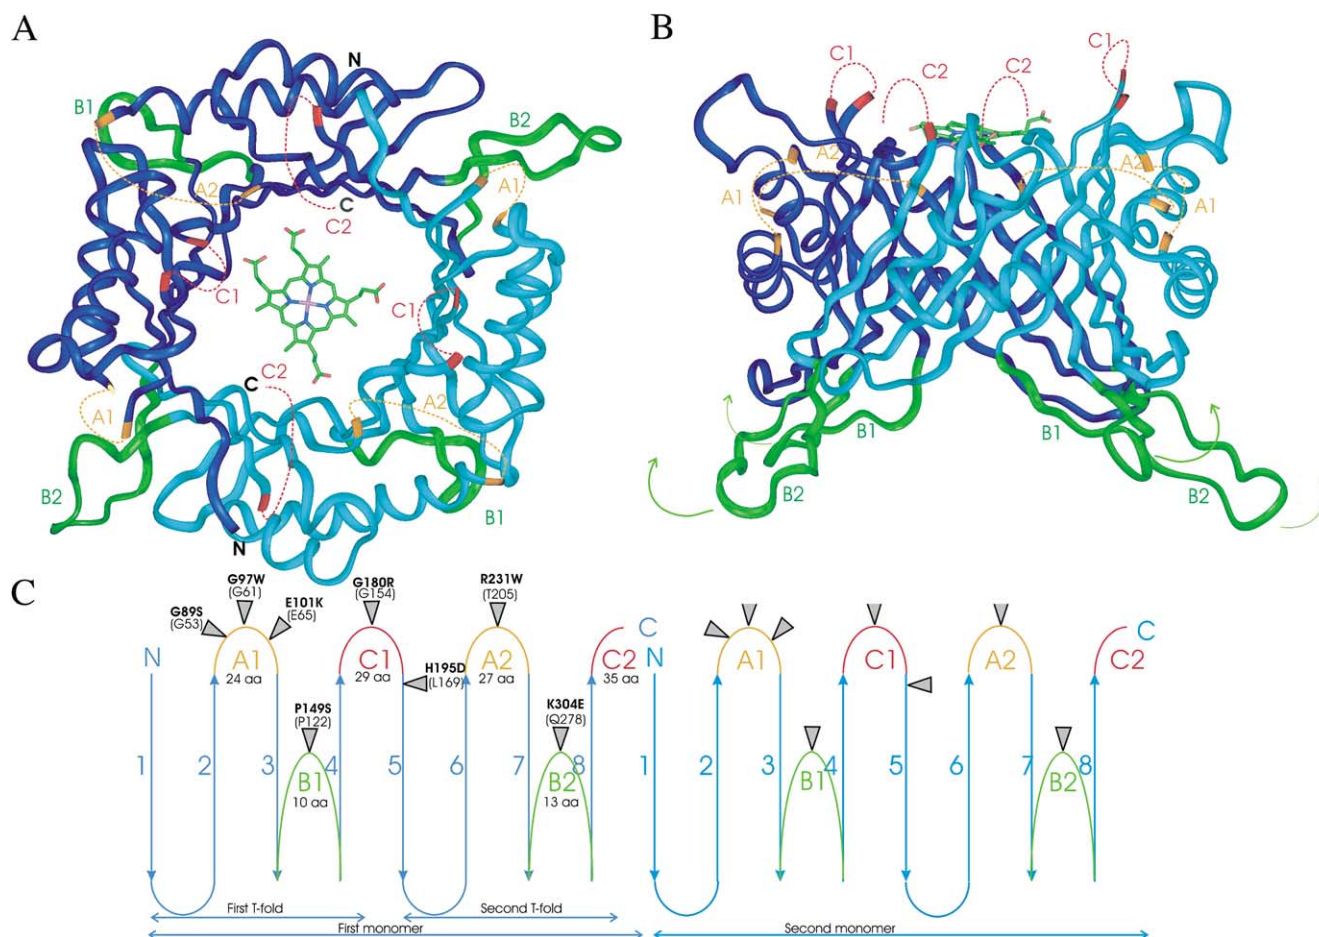 A
B
N
B1
B2
A2
A1
C
C2
C1
C1
C2
C
A2
A1
B2
B1
N
C1
C2
C2
C1
A2
A2
A1
A1
B1
B1
B2
B2
C
G97W
(G61)
G89S
(G53)
E101K
(E65)
G180R
(G154)
R231W
(T205)
N
A1
24 aa
C1
29 aa
H195D
(L169)
A2
27 aa
C
C2
35 aa
N
A1
C1
A2
C
C2
P149S
(P122)
K304E
(Q278)
1 2 3 4 5 6 7 8 1 2 3 4 5 6 7 8
B1
10 aa
B2
13 aa
B1
B2
First T-fold
Second T-fold
First monomer
Second monomer